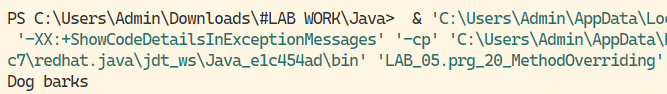 PS C:\Users\Admin\Downloads\#LAB WORK\Java>  & 'C:\Users\Admin\AppData\Loc
'-XX:+ShowCodeDetailsInExceptionMessages' '-cp' 'C:\Users\Admin\AppData\
c7\redhat.java\jdt_ws\Java_e1c454ad\bin' 'LAB_05.prg_20_MethodOverriding'
Dog barks